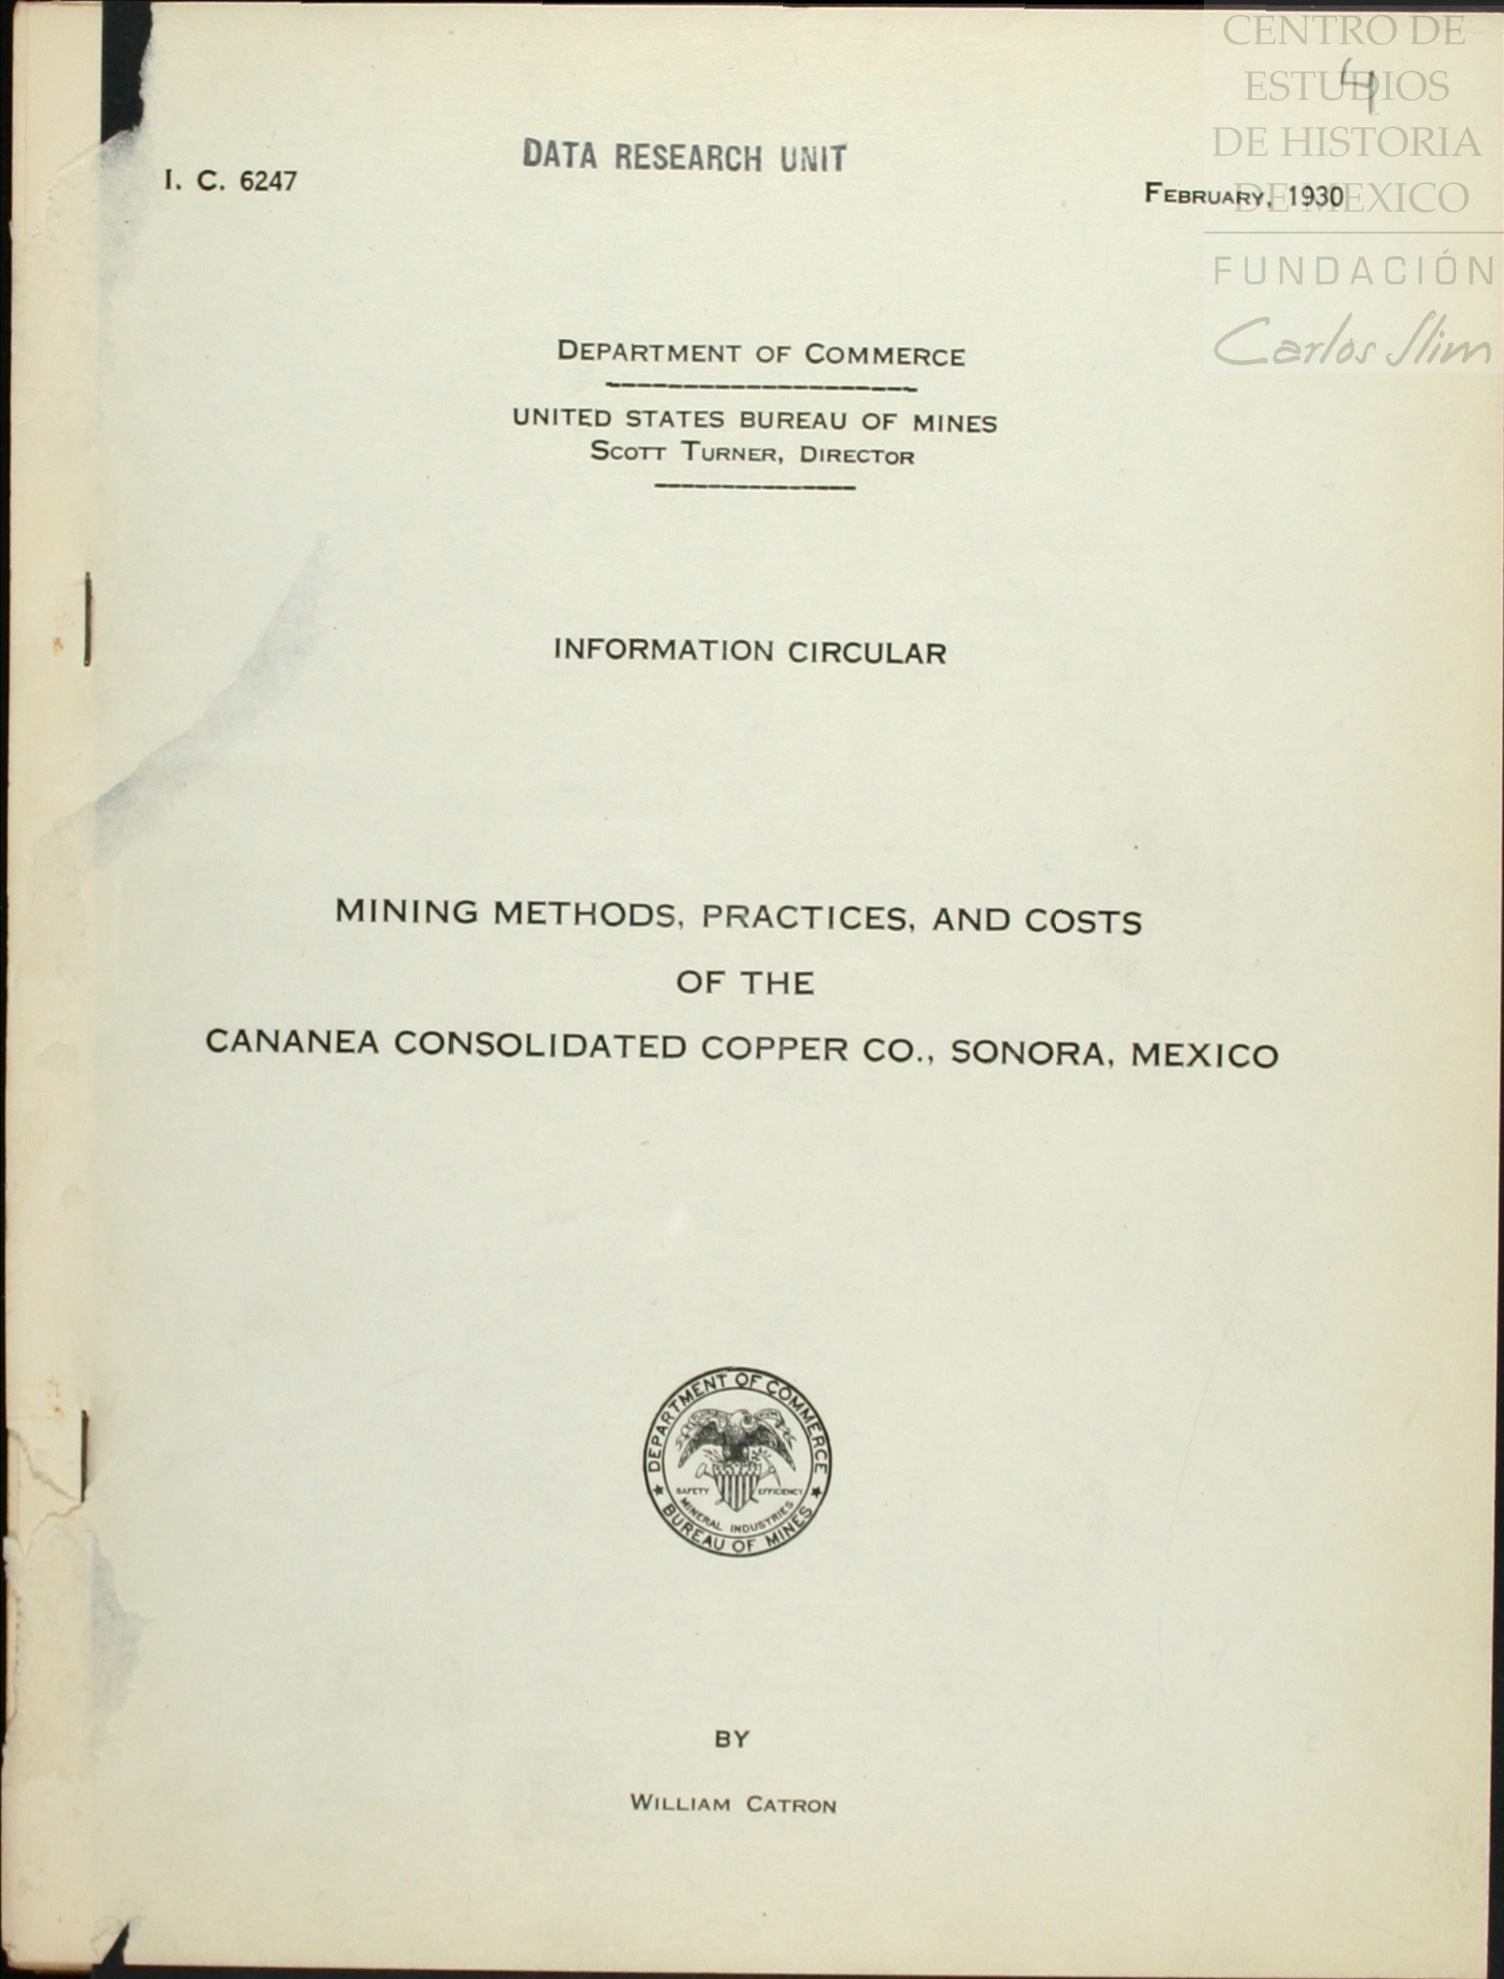 CENTRO DE
ESTUDIOS
DE HISTORIA
DE MEXICO
FUNDACIÓN
Carlos Slim
4
DATA RESEARCH UNIT
I. C. 6247
FEBRUARY, 1930
DEPARTMENT OF COMMERCE
UNITED STATES BUREAU OF MINES
SCOTT TURNER, DIRECTOR
INFORMATION CIRCULAR
MINING METHODS, PRACTICES, AND COSTS
OF THE
CANANEA CONSOLIDATED COPPER CO., SONORA, MEXICO
DEPARTMENT OF COMMERCE
SAFETY EFFICIENCY
MINERAL INDUSTRIES
BUREAU OF MINES
BY
WILLIAM CATRON